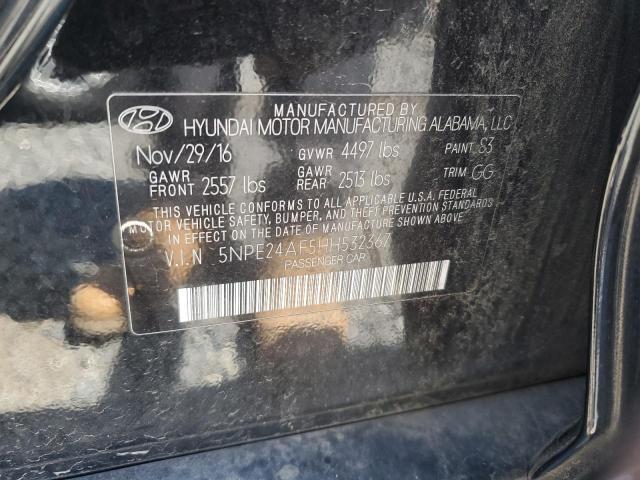 MANUFACTURED BY
HYUNDAI MOTOR MANUFACTURING ALABAMA, LLC
Nov/29/16 GVWR 4497 lbs PAINT S3
GAWR FRONT 2557 lbs GAWR REAR 2513 lbs TRIM GG
THIS VEHICLE CONFORMS TO ALL APPLICABLE U.S.A. FEDERAL
MOTOR VEHICLE SAFETY, BUMPER, AND THEFT PREVENTION STANDARDS
IN EFFECT ON THE DATE OF MANUFACTURE SHOWN ABOVE.
V.I.N 5NPE24AF5HH532367
PASSENGER CAR